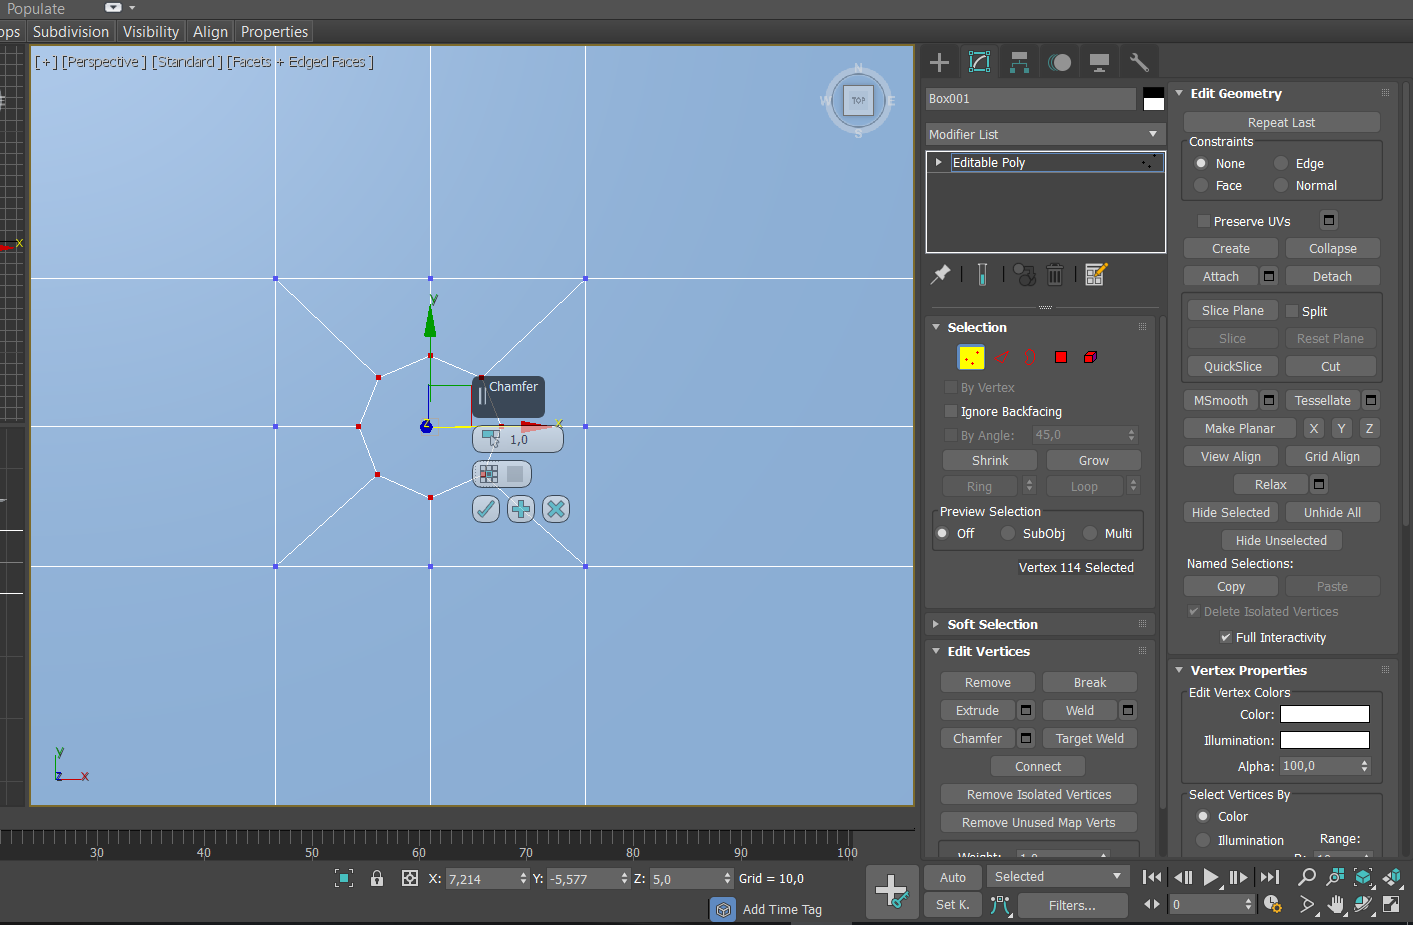 Populate
ops Subdivision Visibility Align Properties
[ + ] [Perspective ] [Standard ] [Facets + Edged Faces ]
N
W TOP E
S
y
x
z
x
Chamfer
1,0
y
z x
Box001
Modifier List
Editable Poly
Selection
By Vertex
Ignore Backfacing
By Angle: 45,0
Shrink Grow
Ring Loop
Preview Selection
Off SubObj Multi
Vertex 114 Selected
Soft Selection
Edit Vertices
Remove Break
Extrude Weld
Chamfer Target Weld
Connect
Remove Isolated Vertices
Remove Unused Map Verts
Weight: 1,0
Edit Geometry
Repeat Last
Constraints
None Edge
Face Normal
Preserve UVs
Create Collapse
Attach Detach
Slice Plane Split
Slice Reset Plane
QuickSlice Cut
MSmooth Tessellate
Make Planar X Y Z
View Align Grid Align
Relax
Hide Selected Unhide All
Hide Unselected
Named Selections:
Copy Paste
Delete Isolated Vertices
Full Interactivity
Vertex Properties
Edit Vertex Colors
Color:
Illumination:
Alpha: 100,0
Select Vertices By
Color
Illumination Range:
30 40 50 60 70 80 90 100
X: 7,214 Y: -5,577 Z: 5,0 Grid = 10,0
Add Time Tag
Auto Selected
Set K. Filters... 0